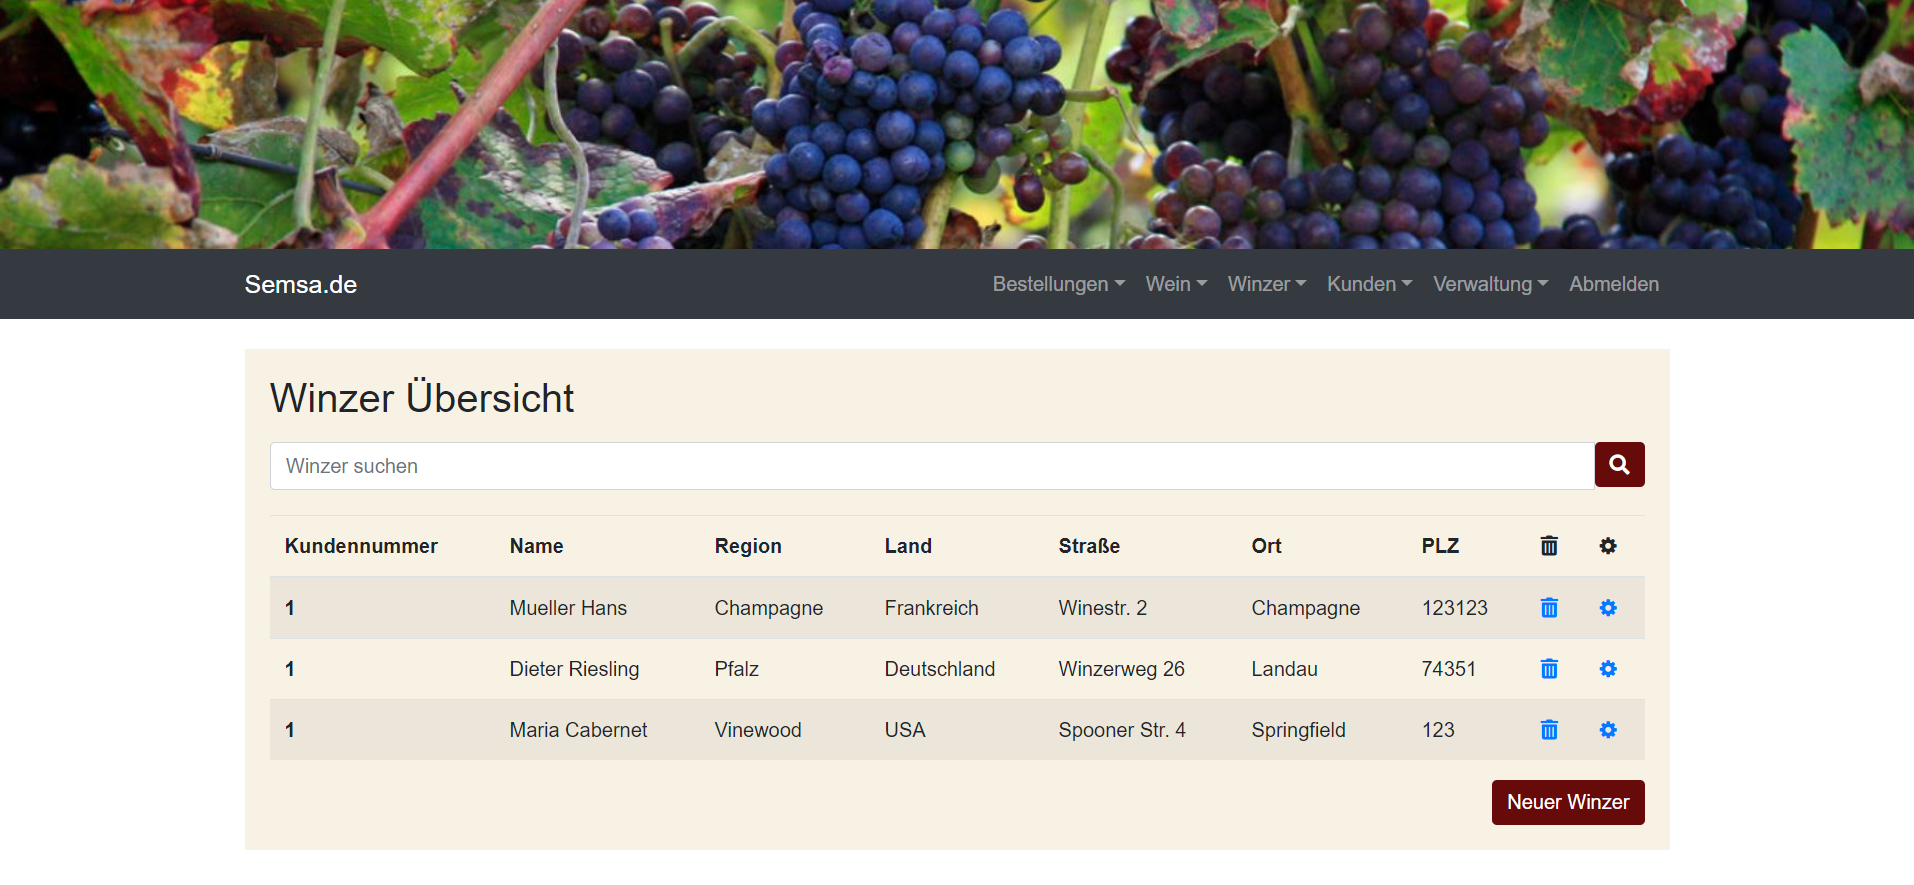 Semsa.de Bestellungen Wein Winzer Kunden Verwaltung Abmelden
Winzer Übersicht
Winzer suchen
Kundennummer Name Region Land Straße Ort PLZ
1 Mueller Hans Champagne Frankreich Winestr. 2 Champagne 123123
1 Dieter Riesling Pfalz Deutschland Winzerweg 26 Landau 74351
1 Maria Cabernet Vinewood USA Spooner Str. 4 Springfield 123
Neuer Winzer